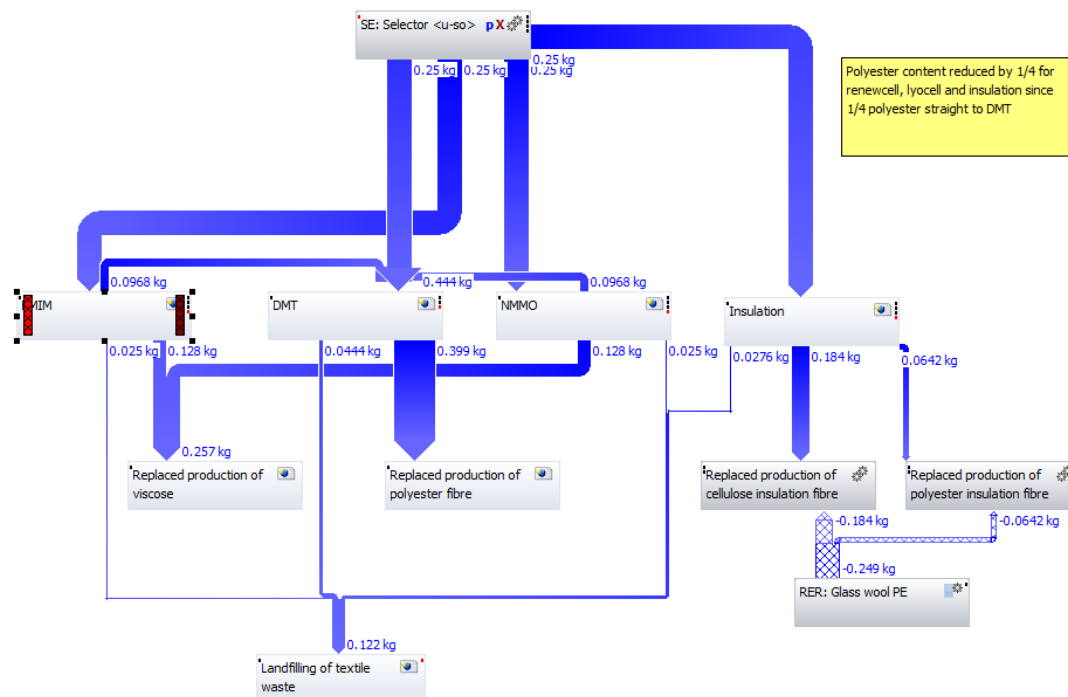 SE: Selector <u-so> pX
0.25 kg
0.25 kg
0.25 kg
0.25 kg
Polyester content reduced by 1/4 for
renewcell, lyocell and insulation since
1/4 polyester straight to DMT
0.0968 kg
0.444 kg
0.0968 kg
DMT
NMMO
Insulation
0.025 kg
0.128 kg
0.0444 kg
0.399 kg
0.128 kg
0.025 kg
0.0276 kg
0.184 kg
0.0642 kg
0.257 kg
Replaced production of
viscose
Replaced production of
polyester fibre
Replaced production of
cellulose insulation fibre
Replaced production of
polyester insulation fibre
-0.184 kg
-0.0642 kg
-0.249 kg
RER: Glass wool PE
0.122 kg
Landfilling of textile
waste